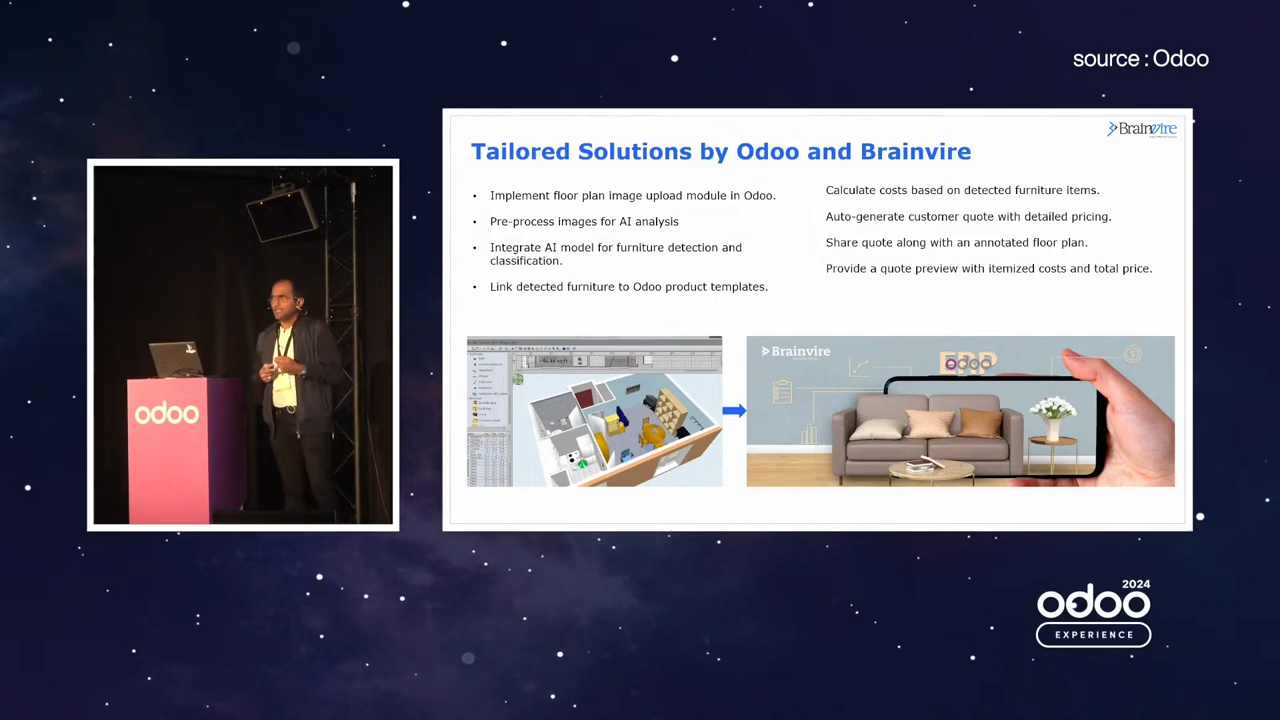 source : Odoo
Brainvire
Tailored Solutions by Odoo and Brainvire
• Implement floor plan image upload module in Odoo.
• Pre-process images for AI analysis
• Integrate AI model for furniture detection and
classification.
• Link detected furniture to Odoo product templates.
Calculate costs based on detected furniture items.
Auto-generate customer quote with detailed pricing.
Share quote along with an annotated floor plan.
Provide a quote preview with itemized costs and total price.
Brainvire
ERP
odoo
odoo
2024
odoo
EXPERIENCE